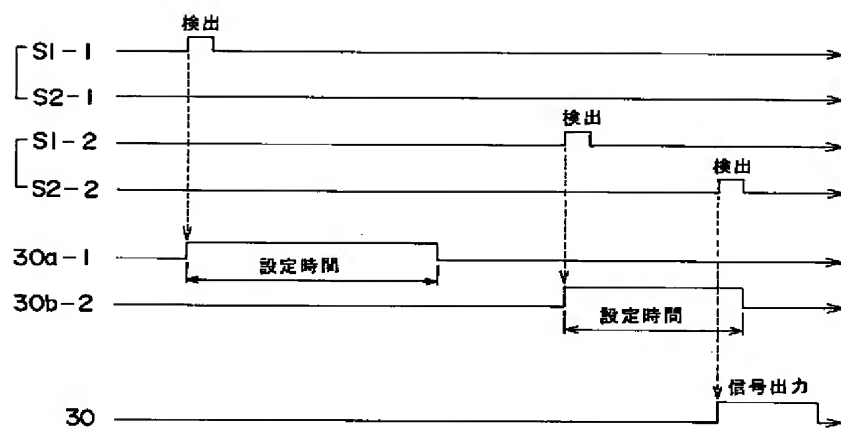 検出
S1-1
S2-1
検出
S1-2
検出
S2-2
30a-1
設定時間
30b-2
設定時間
信号出力
30